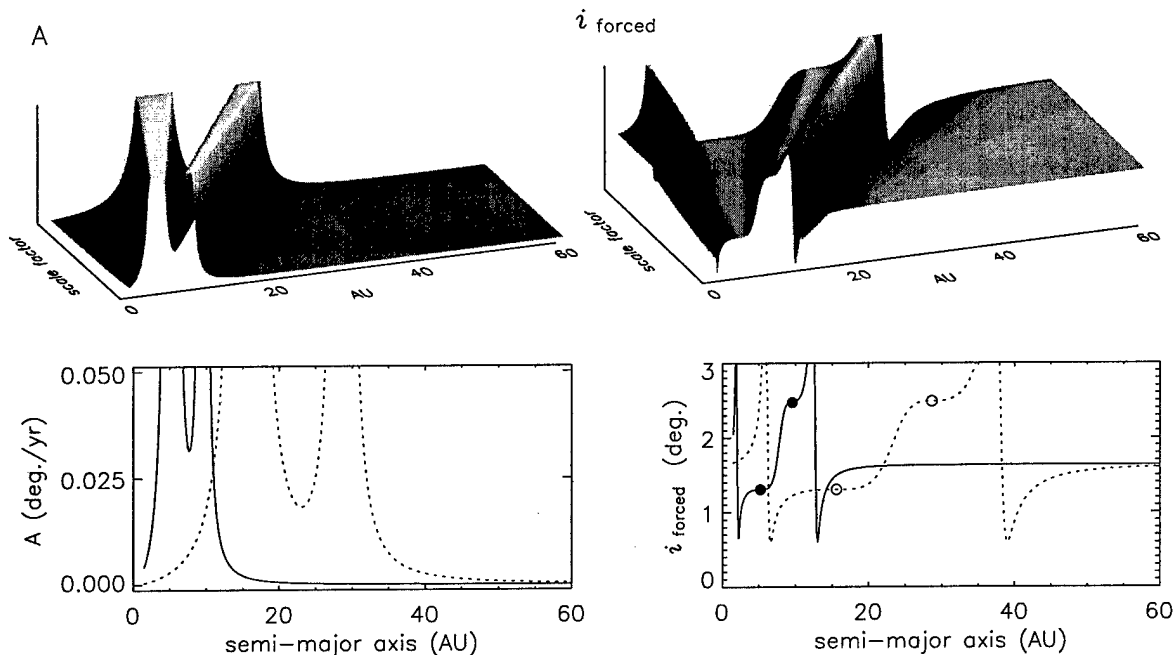 A
scale factor
0
20
AU
40
60
i forced
scale factor
0
20
AU
40
60
A (deg./yr)
0.050
0.025
0.000
0 20 40 60
semi-major axis (AU)
i forced (deg.)
3
2
1
0
0 20 40 60
semi-major axis (AU)